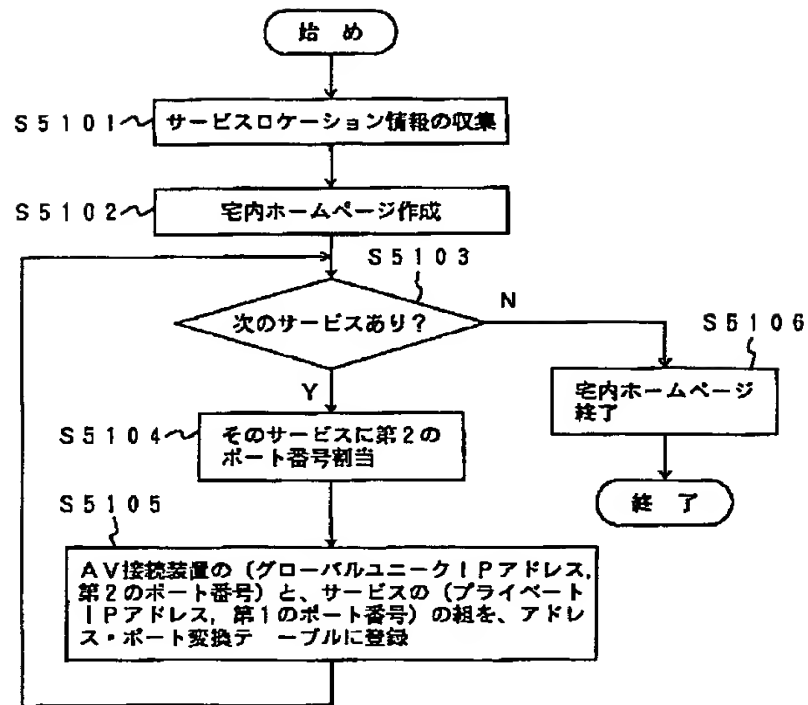 始 め
S5101
サービスロケーション情報の収集
S5102
宅内ホームページ作成
S5103
次のサービスあり?
N
Y
S5106
宅内ホームページ
終了
終 了
S5104
そのサービスに第2の
ポート番号割当
S5105
AV接続装置の(グローバルユニークIPアドレス,
第2のポート番号)と、サービスの(プライベート
IPアドレス, 第1のポート番号)の組を、アドレ
ス・ポート変換テ ーブルに登録